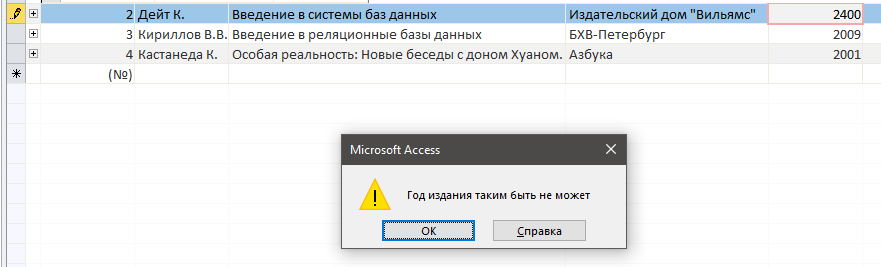 2 Дейт К. Введение в системы баз данных Издательский дом "Вильямс" 2400
3 Кириллов В.В. Введение в реляционные базы данных БХВ-Петербург 2009
4 Кастанеда К. Особая реальность: Новые беседы с доном Хуаном. Азбука 2001
(№)
Microsoft Access
Год издания таким быть не может
ОК
Справка